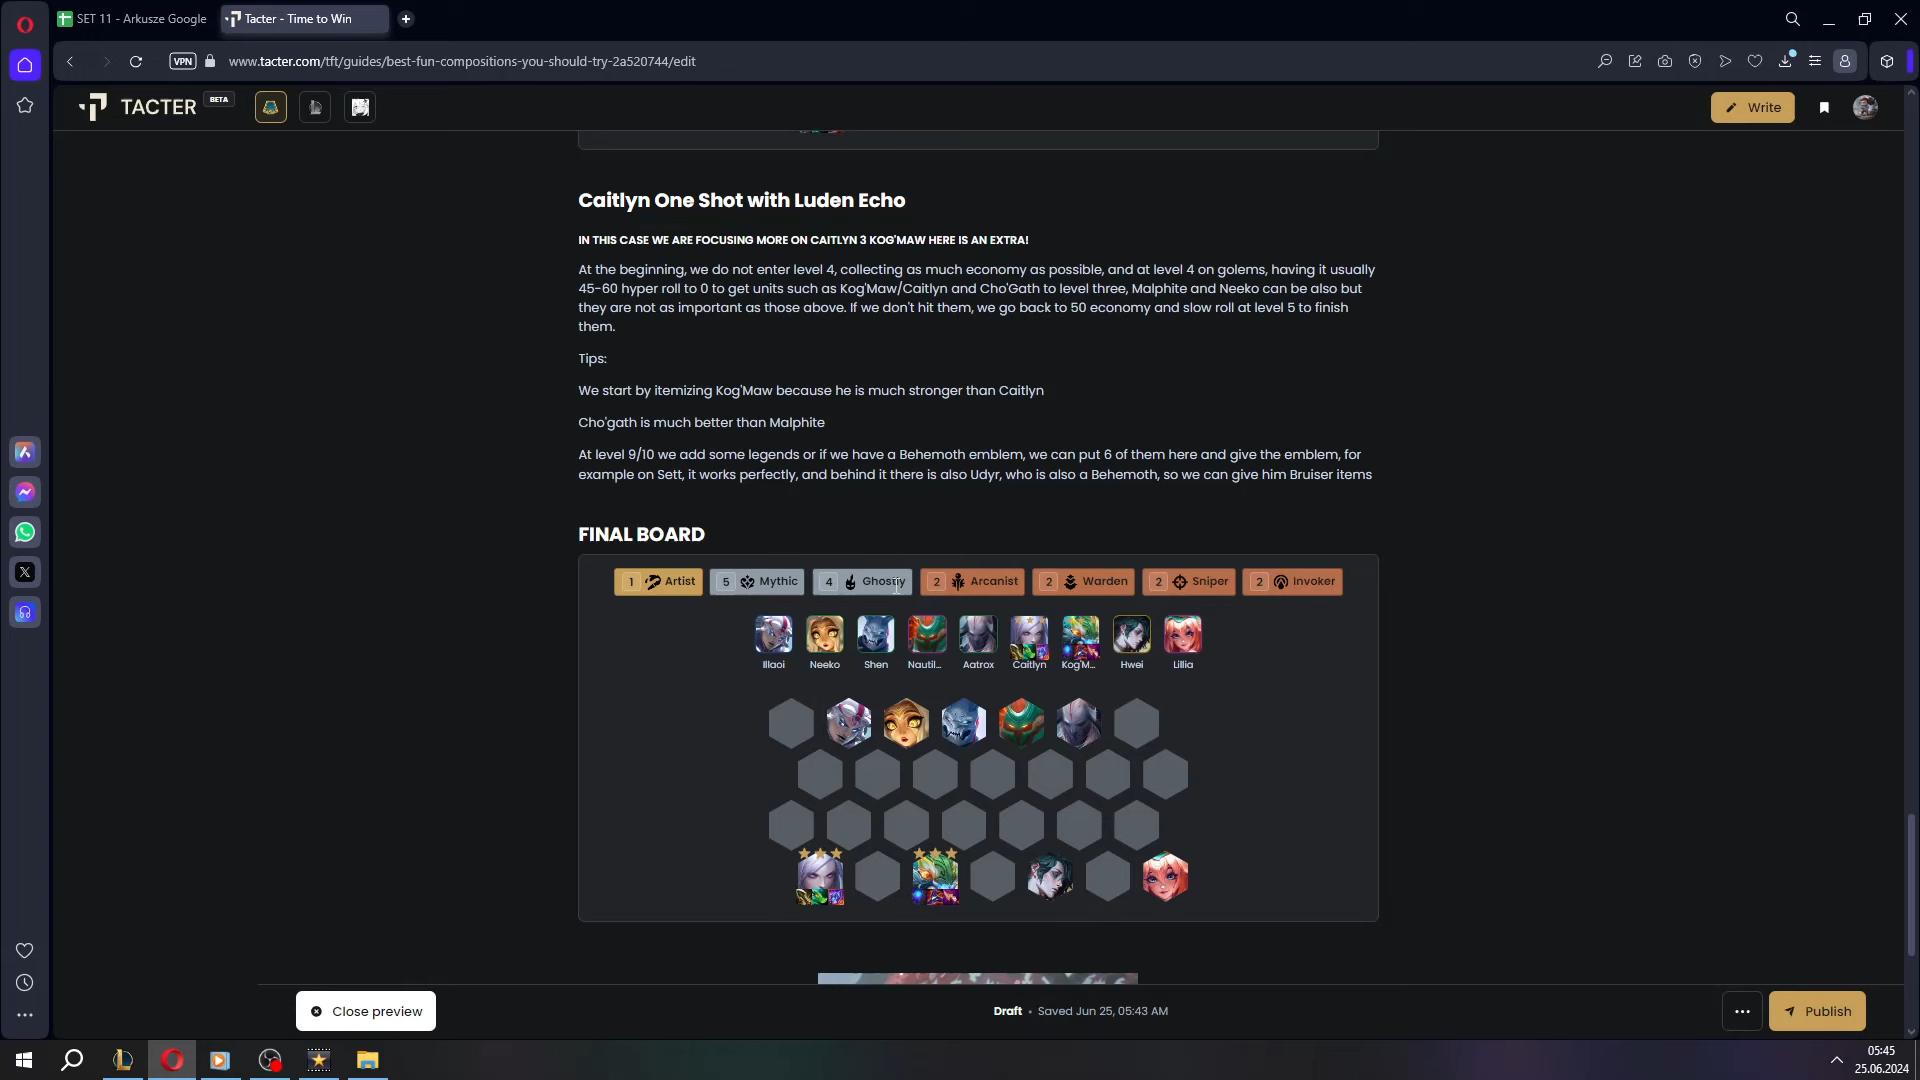 SET 11 - Arkusze Google
Tacter - Time to Win
VPN
www.tacter.com/tft/guides/best-fun-compositions-you-should-try-2a520744/edit
TACTER
BETA
Write
Caitlyn One Shot with Luden Echo
IN THIS CASE WE ARE FOCUSING MORE ON CAITLYN 3 KOG'MAW HERE IS AN EXTRA!
At the beginning, we do not enter level 4, collecting as much economy as possible, and at level 4 on golems, having it usually
45-60 hyper roll to 0 to get units such as Kog'Maw/Caitlyn and Cho'Gath to level three, Malphite and Neeko can be also but
they are not as important as those above. If we don't hit them, we go back to 50 economy and slow roll at level 5 to finish
them.
Tips:
We start by itemizing Kog'Maw because he is much stronger than Caitlyn
Cho'gath is much better than Malphite
At level 9/10 we add some legends or if we have a Behemoth emblem, we can put 6 of them here and give the emblem, for
example on Sett, it works perfectly, and behind it there is also Udyr, who is also a Behemoth, so we can give him Bruiser items
FINAL BOARD
1 Artist 5 Mythic 4 Ghostly 2 Arcanist 2 Warden 2 Sniper 2 Invoker
Illaoi Neeko Shen Nautil... Aatrox Caitlyn Kog'M... Hwei Lillia
Close preview
Draft • Saved Jun 25, 05:43 AM
Publish
05:45
25.06.2024